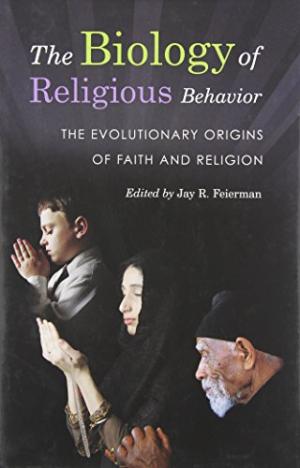 The Biology of
Religious Behavior
THE EVOLUTIONARY ORIGINS
OF FAITH AND RELIGION
Edited by Jay R. Feierman